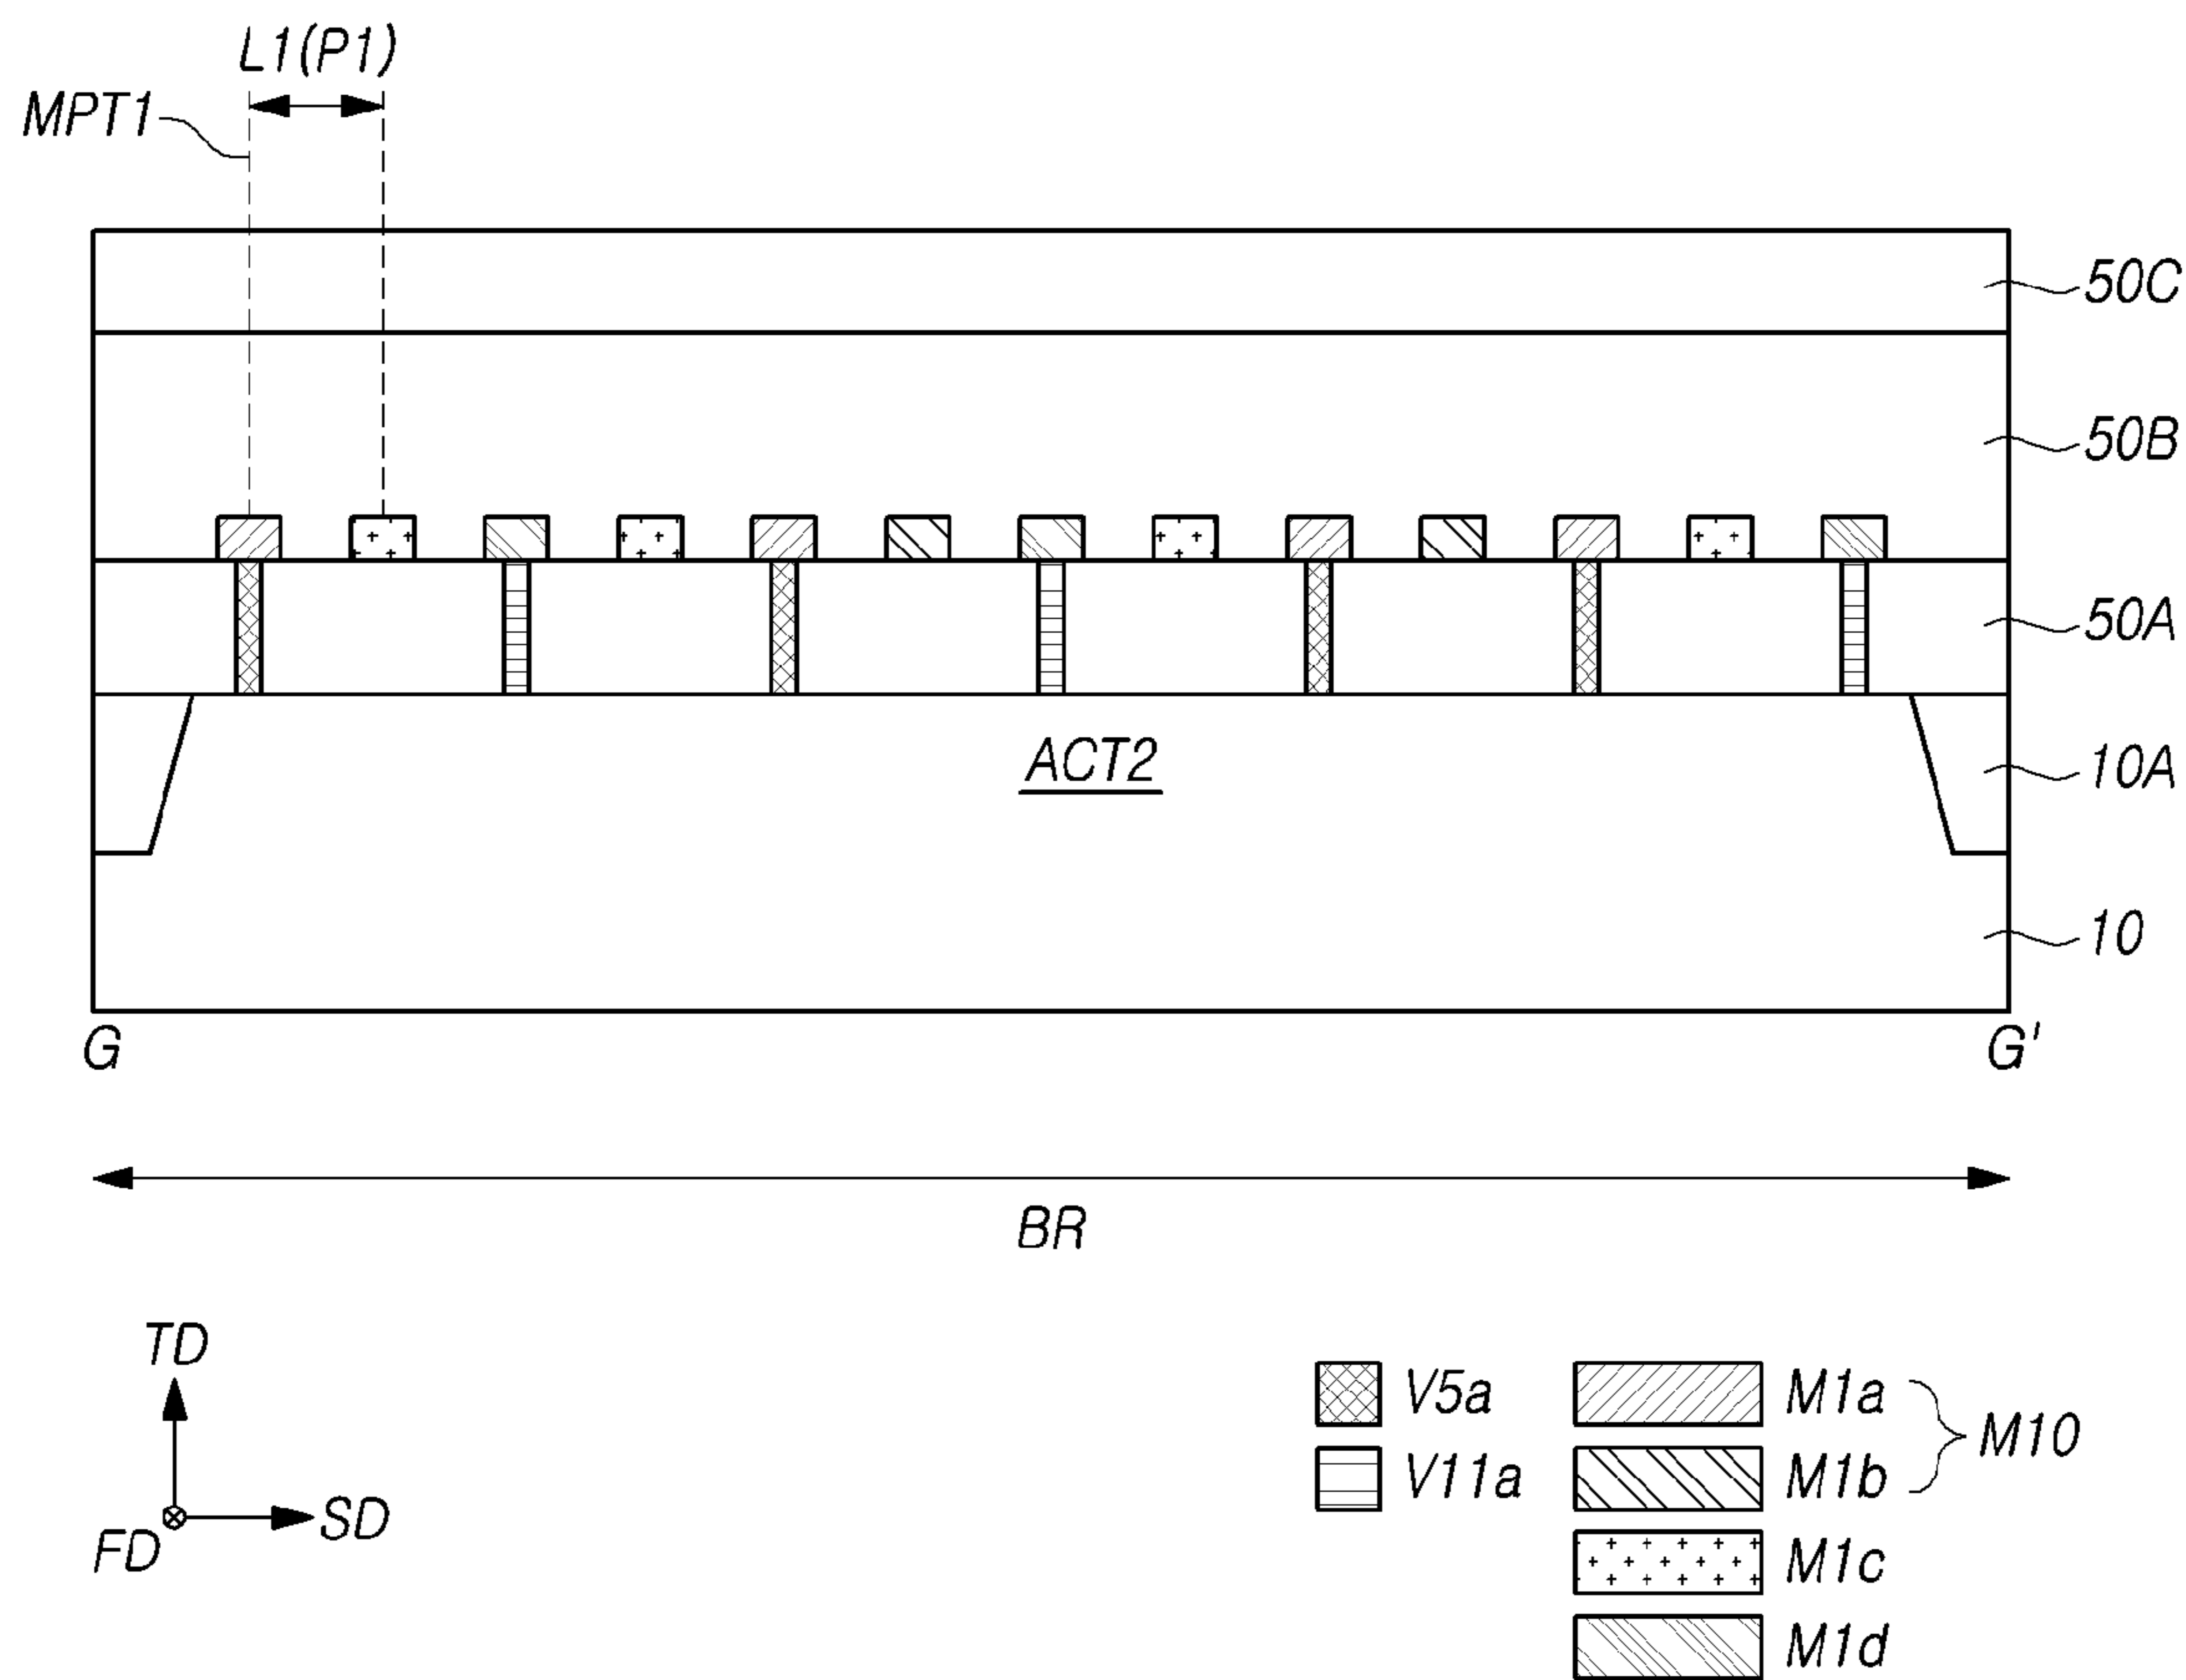 L1(P1)
MPT1
50C
50B
50A
ACT2
10A
10
G
G'
BR
TD
SD
FD
V5a
V11a
M1a
M1b
M10
M1c
M1d